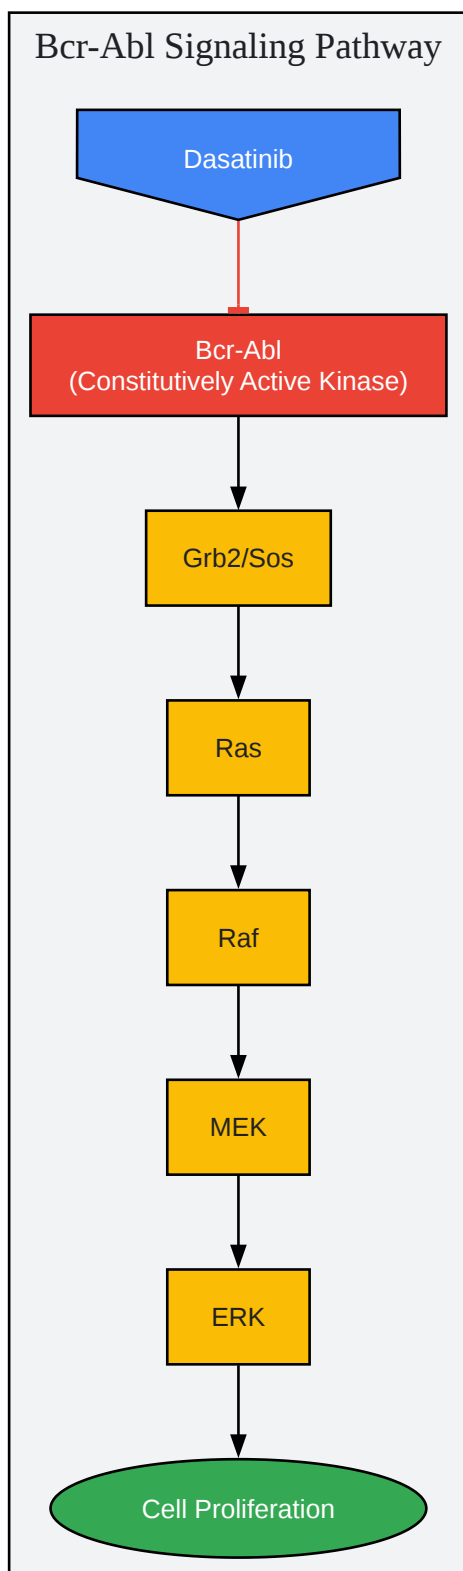 Bcr-Abl Signaling Pathway
Dasatinib
Bcr-Abl
(Constitutively Active Kinase)
Grb2/Sos
Ras
Raf
MEK
ERK
Cell Proliferation